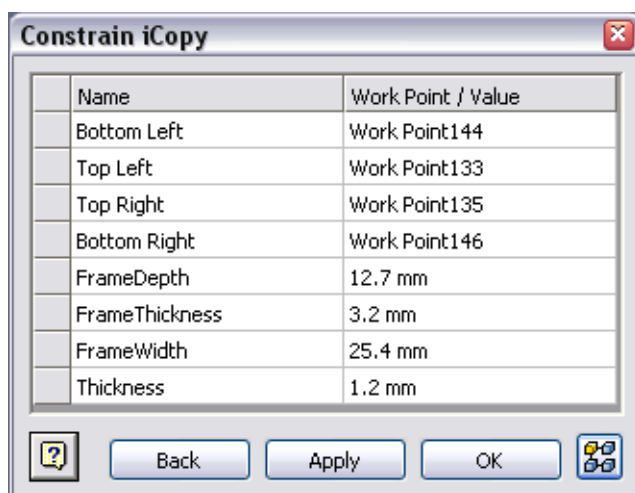 Constrain iCopy
Name Work Point / Value
Bottom Left Work Point144
Top Left Work Point133
Top Right Work Point135
Bottom Right Work Point146
FrameDepth 12.7 mm
FrameThickness 3.2 mm
FrameWidth 25.4 mm
Thickness 1.2 mm
? Back Apply OK